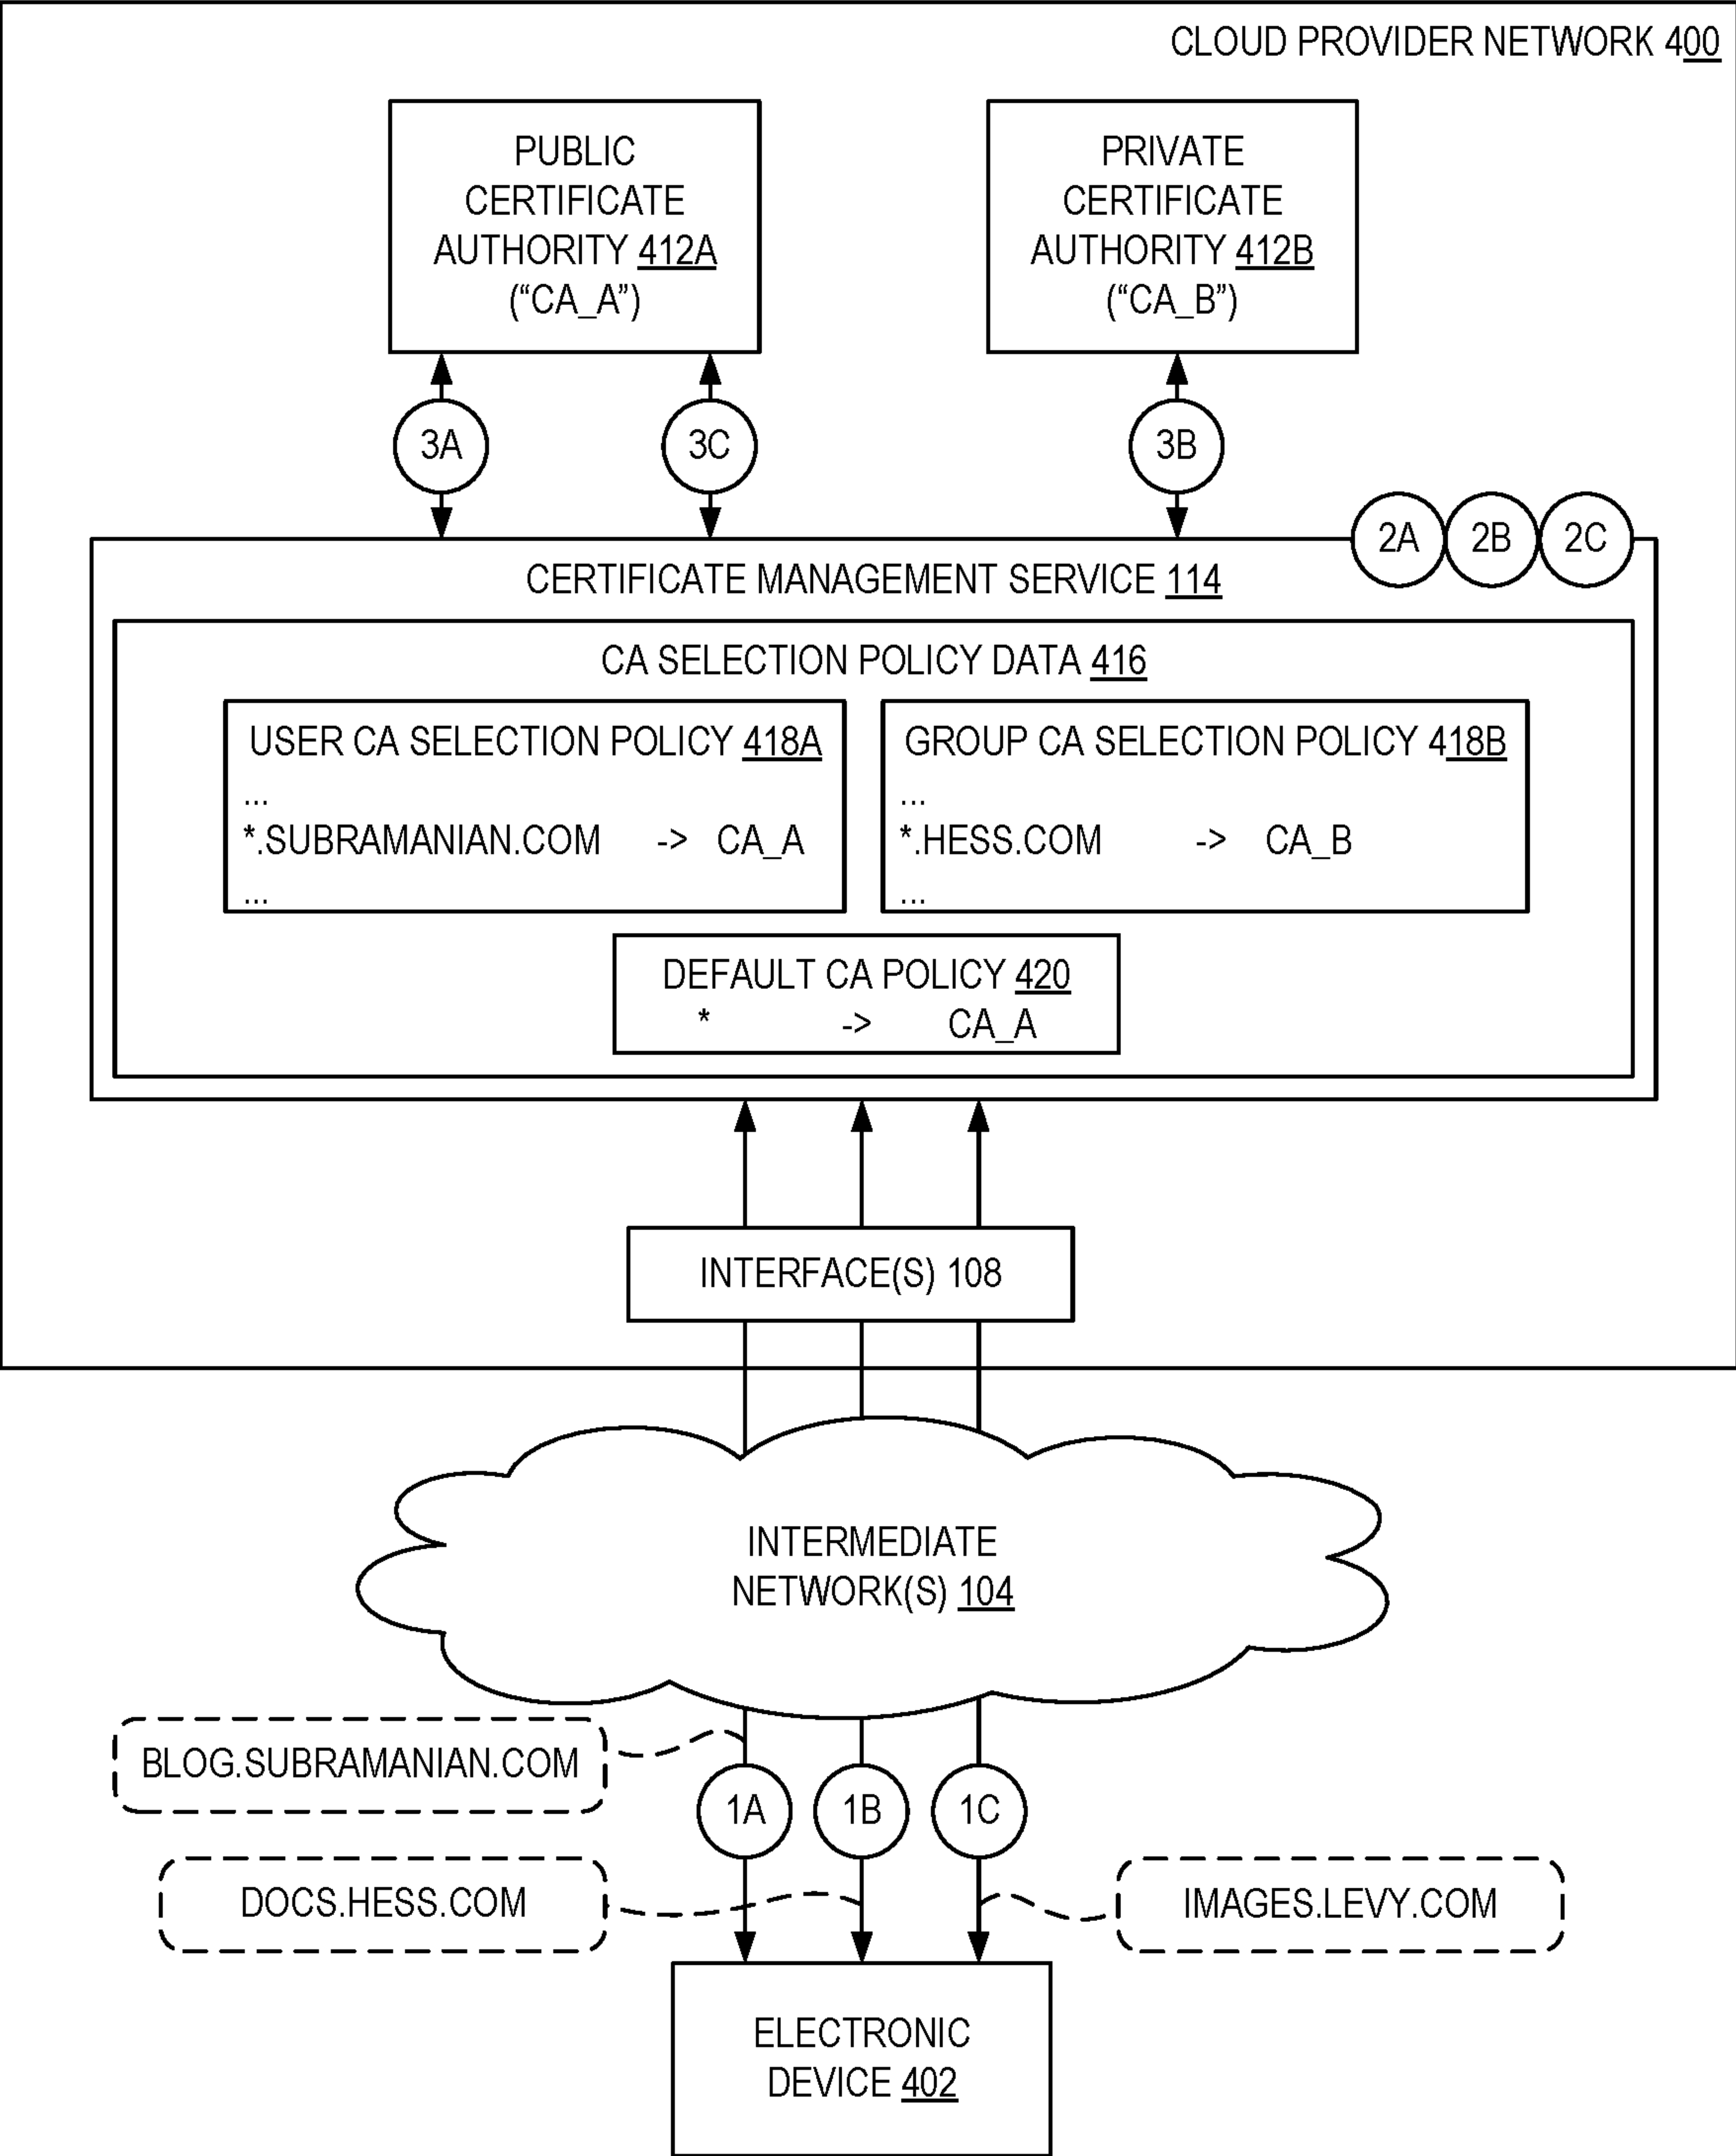 CLOUD PROVIDER NETWORK 400
PUBLIC
CERTIFICATE
AUTHORITY 412A
(“CA_A”)
PRIVATE
CERTIFICATE
AUTHORITY 412B
(“CA_B”)
3A
3C
3B
2A
2B
2C
CERTIFICATE MANAGEMENT SERVICE 114
CA SELECTION POLICY DATA 416
USER CA SELECTION POLICY 418A
...
*.SUBRAMANIAN.COM -> CA_A
...
GROUP CA SELECTION POLICY 418B
...
*.HESS.COM -> CA_B
...
DEFAULT CA POLICY 420
* -> CA_A
INTERFACE(S) 108
INTERMEDIATE
NETWORK(S) 104
BLOG.SUBRAMANIAN.COM
1A
1B
1C
DOCS.HESS.COM
IMAGES.LEVY.COM
ELECTRONIC
DEVICE 402